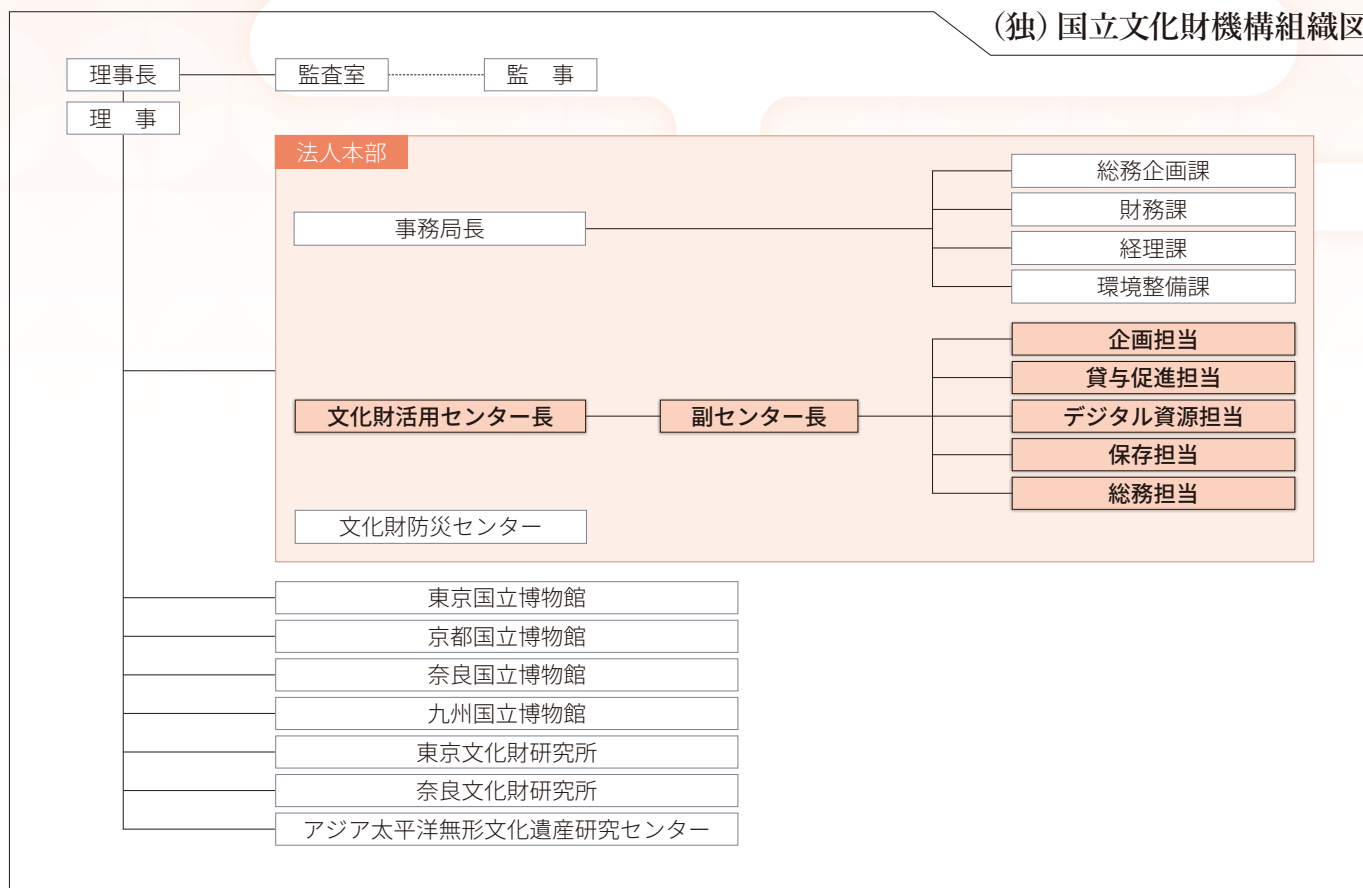 (独)国立文化財機構組織図
理事長
監査室
監　事
理　事
法人本部
事務局長
総務企画課
財務課
経理課
環境整備課
文化財活用センター長
副センター長
企画担当
貸与促進担当
デジタル資源担当
保存担当
総務担当
文化財防災センター
東京国立博物館
京都国立博物館
奈良国立博物館
九州国立博物館
東京文化財研究所
奈良文化財研究所
アジア太平洋無形文化遺産研究センター